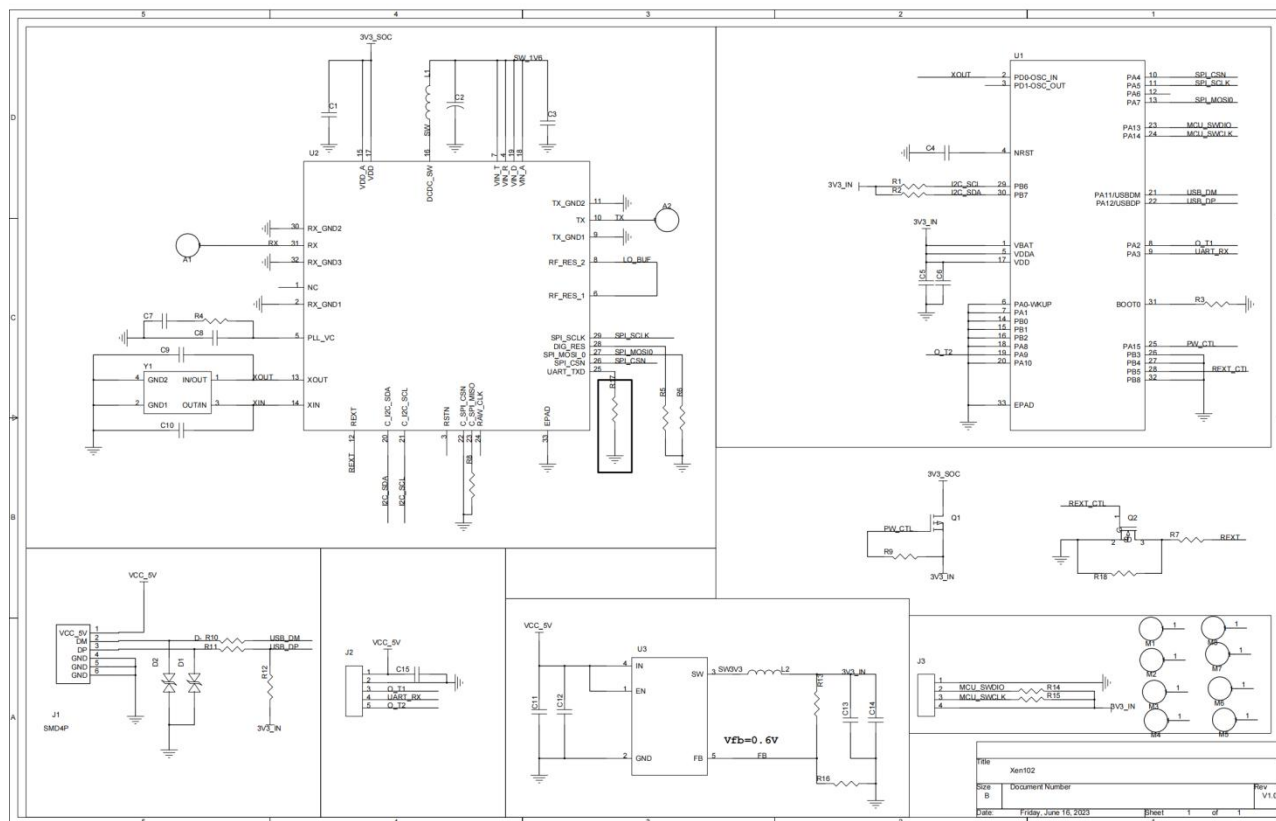 5
4
3
2
1
D
C
B
A
3V3_SOC
C1
L1
SW
C2
SW_1V6
C3
U2
15
VDD_A
17
VDD
16
DCDC_SW
7
VIN_T
4
VIN_R
19
VIN_D
18
VIN_A
30 RX_GND2
31 RX
32 RX_GND3
1 NC
2 RX_GND1
5 PLL_VC
13 XOUT
14 XIN
TX_GND2 11
TX 10 TX
TX_GND1 9
RF_RES_2 8 LO_BUF
RF_RES_1 6
SPI_SCLK 29 SPI_SCLK
DIG_RES 28
SPI_MOSI_0 27 SPI_MOSI0
SPI_CSN 26 SPI_CSN
UART_TXD 25
A2
A1
RX
C7
R4
C8
C9
Y1
4 GND2 IN/OUT 1 XOUT
2 GND1 OUT/IN 3 XIN
C10
REXT
12
REXT
C_I2C_SDA
20
I2C_SDA
C_I2C_SCL
21
I2C_SCL
RSTN
3
C_SPI_CSN
22
C_SPI_MISO
23
RAW_CLK
24
R8
EPAD
33
R17
R5
R6
U1
XOUT 2 PD0-OSC_IN
3 PD1-OSC_OUT
C4 4 NRST
3V3_IN
R1 I2C_SCL 29 PB6
R2 I2C_SDA 30 PB7
3V3_IN
1 VBAT
5 VDDA
17 VDD
C5
C6
6 PA0-WKUP
7 PA1
14 PB0
15 PB1
16 PB2
18 PA8
O_T2 19 PA9
20 PA10
33 EPAD
PA4 10 SPI_CSN
PA5 11 SPI_SCLK
PA6 12
PA7 13 SPI_MOSI0
PA13 23 MCU_SWDIO
PA14 24 MCU_SWCLK
PA11/USBDM 21 USB_DM
PA12/USBDP 22 USB_DP
PA2 8 O_T1
PA3 9 UART_RX
BOOT0 31 R3
PA15 25 PW_CTL
PB3 26
PB4 27
PB5 28 REXT_CTL
PB8 32
3V3_SOC
PW_CTL
Q1
R9
3V3_IN
REXT_CTL
Q2
2
3
R7
REXT
R18
VCC_5V
VCC_5V 1
DM 2
DP 3
GND 4
GND 5
GND 6
D-
R10 USB_DM
R11 USB_DP
D2
D1
R12
3V3_IN
J1
SMD4P
VCC_5V
J2
1
2
3 O_T1
4 UART_RX
5 O_T2
C15
VCC_5V
C11
C12
U3
4 IN
1 EN
2 GND
SW 3 SW3V3
FB 5 FB
L2
3V3_IN
R13
C13
C14
Vfb=0.6V
R16
J3
1
2 MCU_SWDIO R14
3 MCU_SWCLK R15
4
3V3_IN
M1 1
M2 1
M3 1
M4 1
1
M7 1
M6 1
M5 1
Title
Xen102
Size
B
Document Number
Rev
V1.0
Date: Friday, June 16, 2023 Sheet 1 of 1